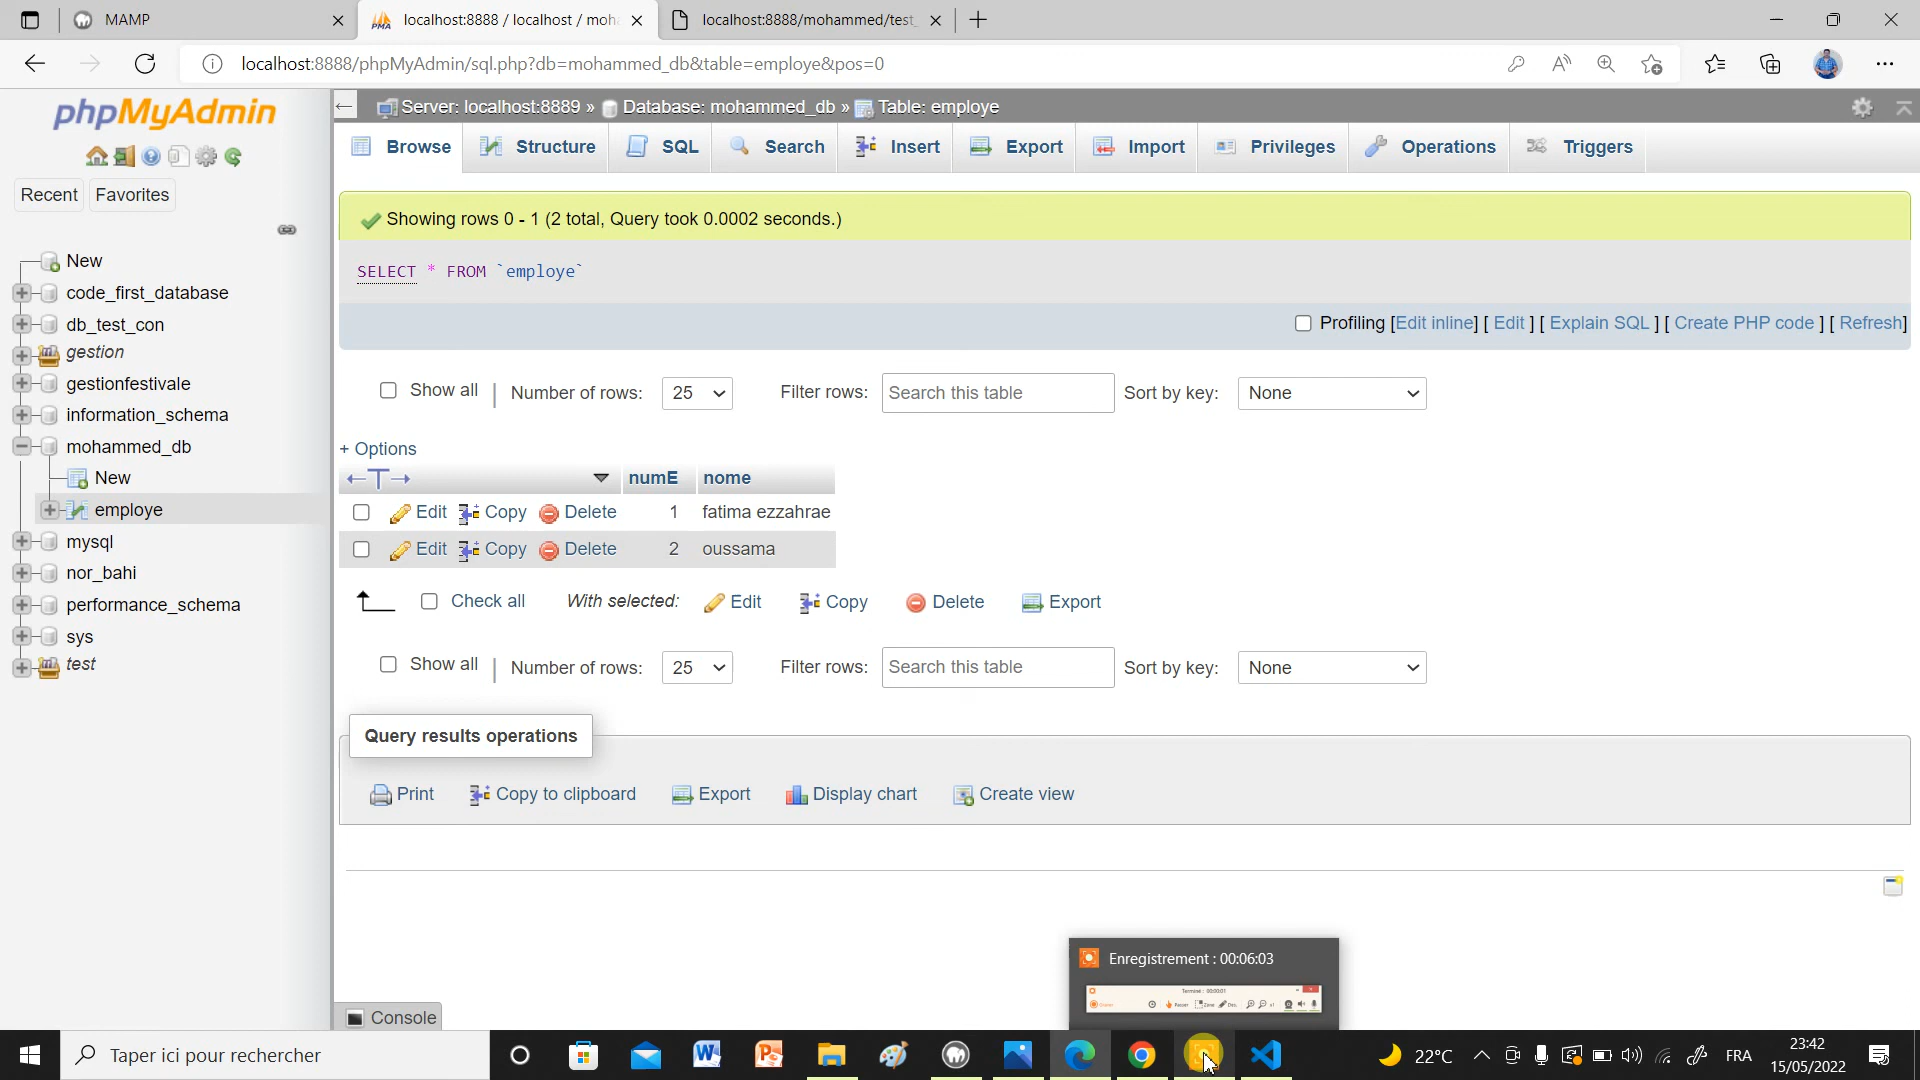 MAMP
localhost:8888 / localhost / moh
localhost:8888/mohammed/test_
localhost:8888/phpMyAdmin/sql.php?db=mohammed_db&table=employe&pos=0
phpMyAdmin
Recent
Favorites
New
code_first_database
db_test_con
gestion
gestionfestivale
information_schema
mohammed_db
New
employe
mysql
nor_bahi
performance_schema
sys
test
Server: localhost:8889 » Database: mohammed_db » Table: employe
Browse Structure SQL Search Insert Export Import Privileges Operations Triggers
Showing rows 0 - 1 (2 total, Query took 0.0002 seconds.)
SELECT * FROM `employe`
Profiling [Edit inline] [ Edit ] [ Explain SQL ] [ Create PHP code ] [ Refresh]
Show all | Number of rows: 25 Filter rows: Search this table Sort by key: None
+ Options
←T→ numE nome
Edit Copy Delete 1 fatima ezzahrae
Edit Copy Delete 2 oussama
Check all With selected: Edit Copy Delete Export
Show all | Number of rows: 25 Filter rows: Search this table Sort by key: None
Query results operations
Print Copy to clipboard Export Display chart Create view
Enregistrement : 00:06:03
Terminé : 00:00:01
Console
Taper ici pour rechercher
22°C
FRA
23:42
15/05/2022